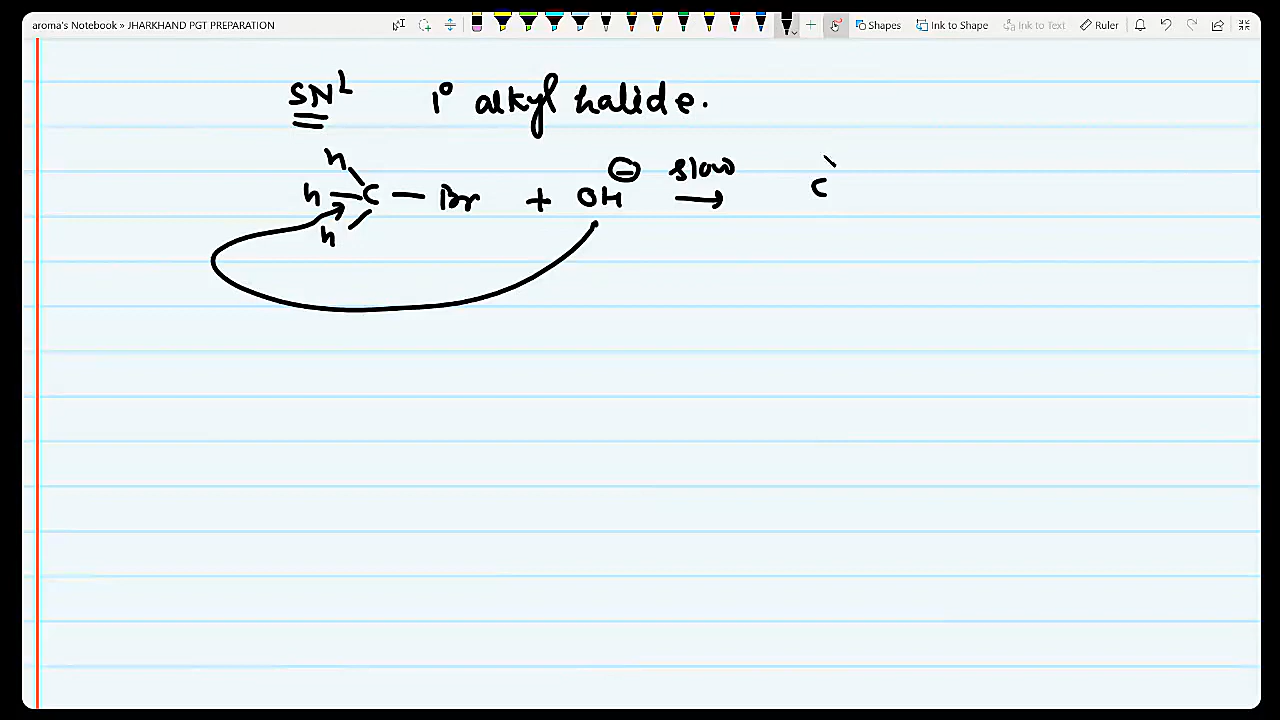 aroma's Notebook » JHARKHAND PGT PREPARATION
Shapes Ink to Shape Ink to Text Ruler
SN¹ 1° alkyl halide.
H
H — C — Br + OH ⊖ slow → C
H